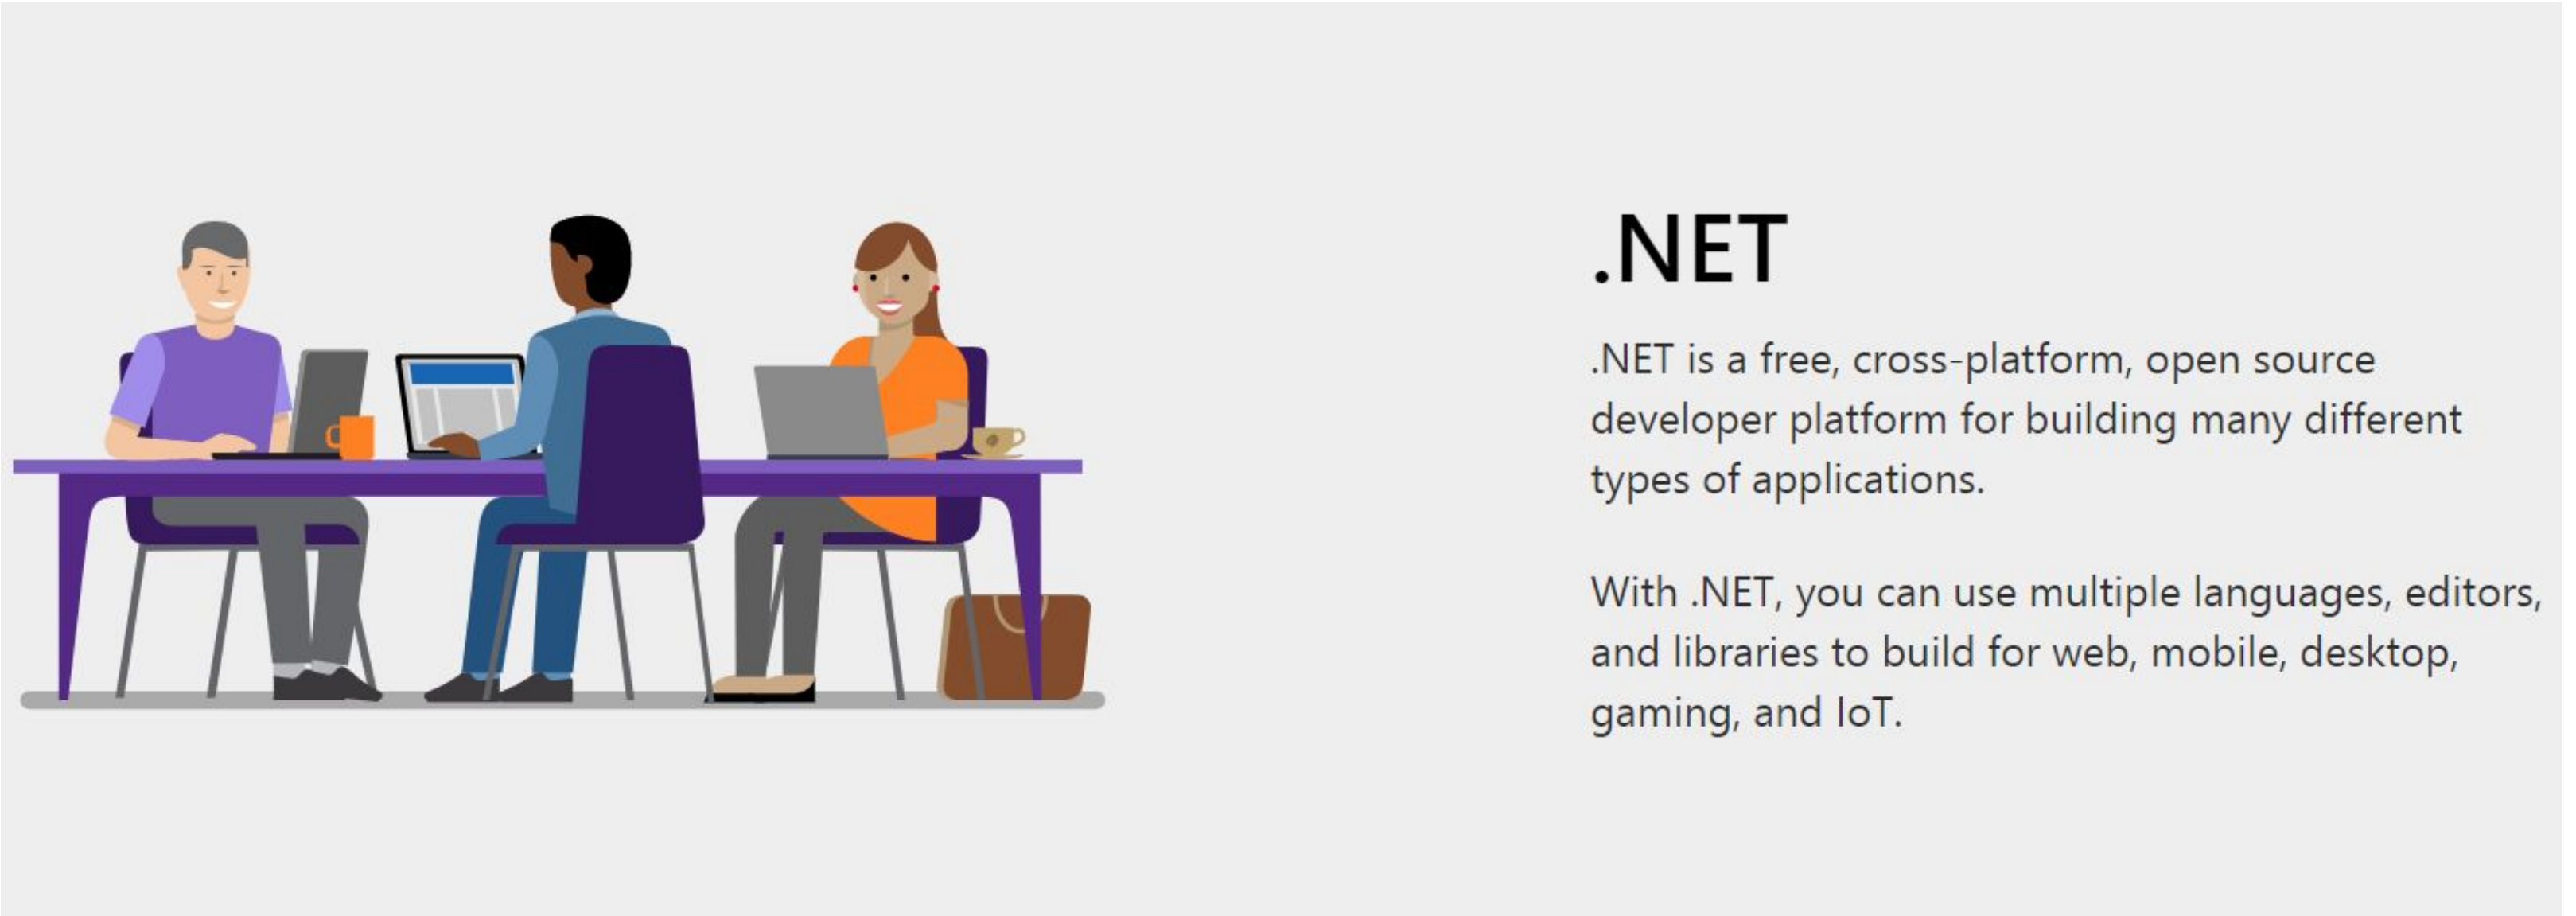 .NET
.NET is a free, cross-platform, open source
developer platform for building many different
types of applications.
With .NET, you can use multiple languages, editors,
and libraries to build for web, mobile, desktop,
gaming, and IoT.